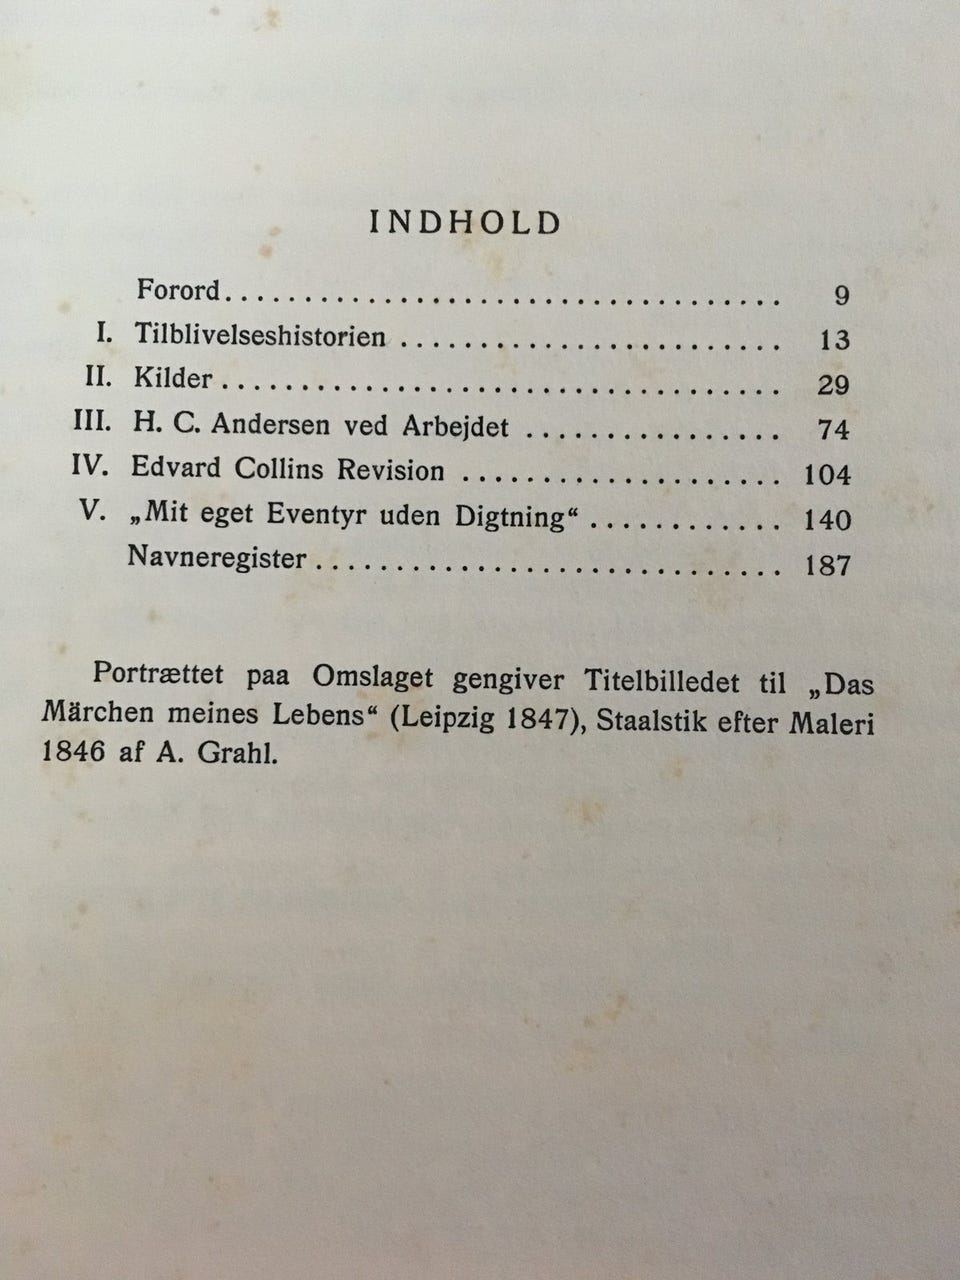 INDHOLD
Forord.................................... 9
I. Tilblivelseshistorien ........................ 13
II. Kilder ................................... 29
III. H. C. Andersen ved Arbejdet ................ 74
IV. Edvard Collins Revision .................... 104
V. „Mit eget Eventyr uden Digtning“ ............ 140
Navneregister.............................. 187
Portrættet paa Omslaget gengiver Titelbilledet til „Das
Märchen meines Lebens“ (Leipzig 1847), Staalstik efter Maleri
1846 af A. Grahl.